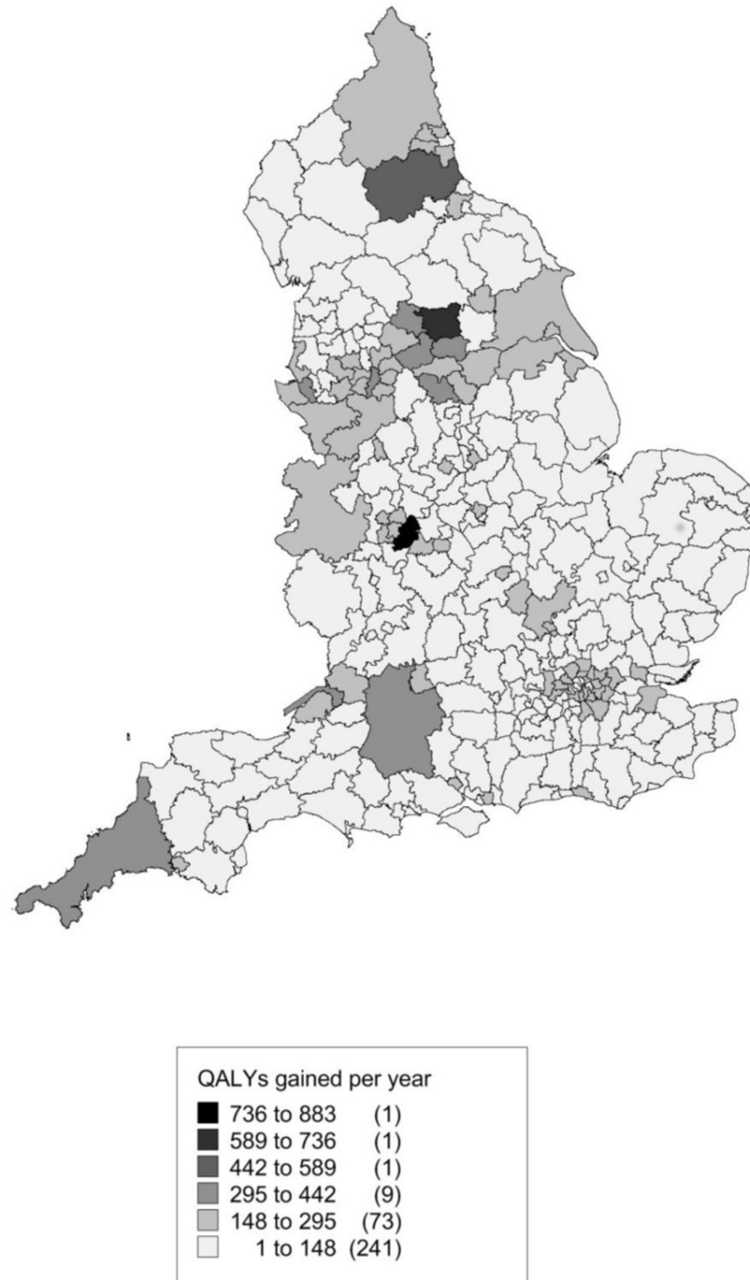 QALYs gained per year
736 to 883 (1)
589 to 736 (1)
442 to 589 (1)
295 to 442 (9)
148 to 295 (73)
1 to 148 (241)